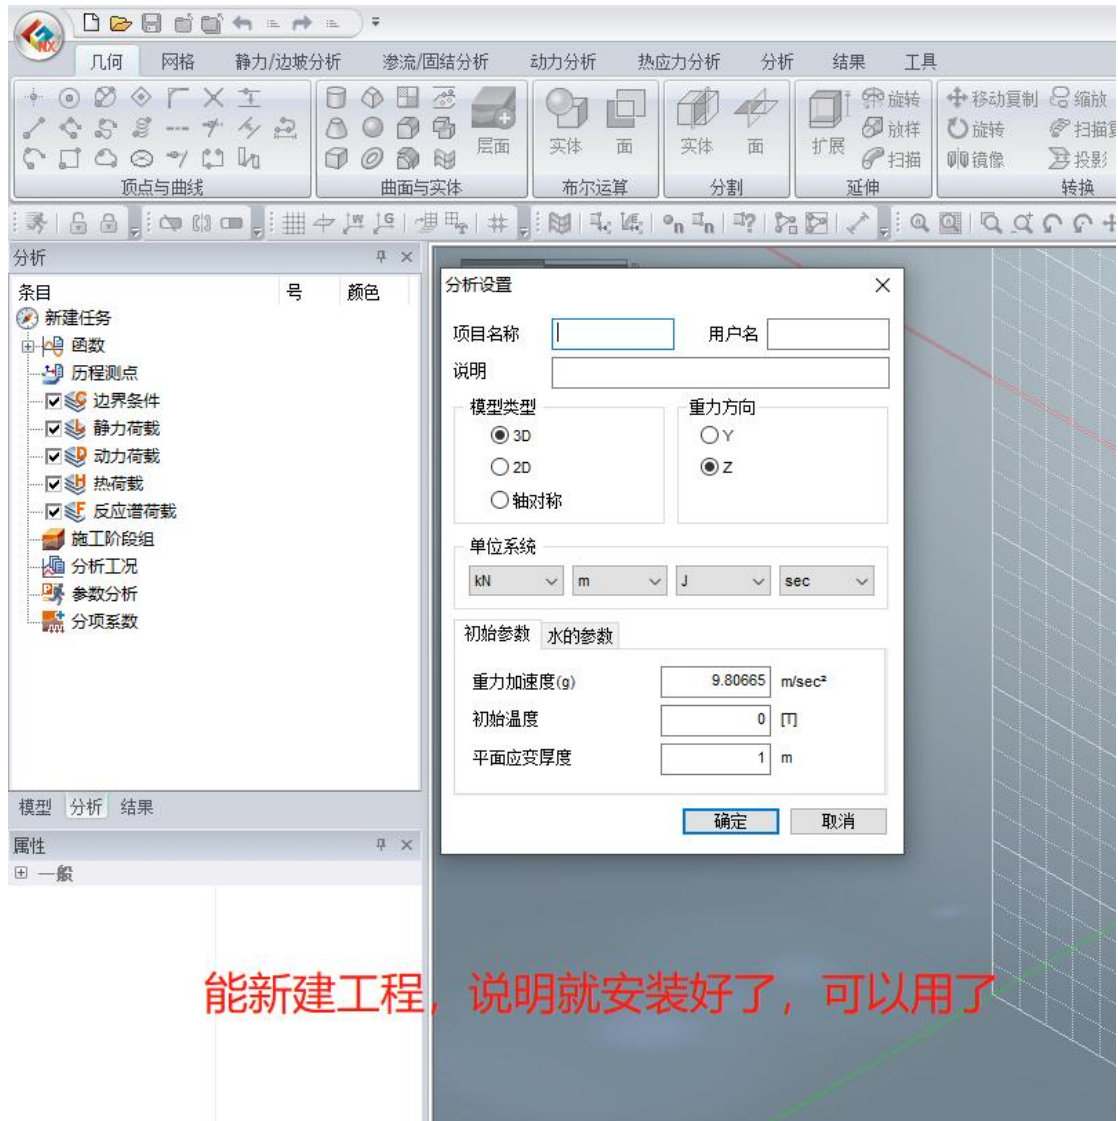 NX
几何 网格 静力/边坡分析 渗流/固结分析 动力分析 热应力分析 分析 结果 工具
层面 实体 面 实体 面 扩展 旋转 移动复制 缩放
放样 旋转
扫描 镜像 投影
顶点与曲线 曲面与实体 布尔运算 分割 延伸 转换
分析
条目 号 颜色
新建任务
函数
历程测点
边界条件
静力荷载
动力荷载
热荷载
反应谱荷载
施工阶段组
分析工况
参数分析
分项系数
模型 分析 结果
属性
一般
分析设置
项目名称 用户名
说明
模型类型 重力方向
3D Y
2D Z
轴对称
单位系统
kN m J sec
初始参数 水的参数
重力加速度(g) 9.80665 m/sec²
初始温度 0 [T]
平面应变厚度 1 m
确定 取消
能新建工程，说明就安装好了，可以用了